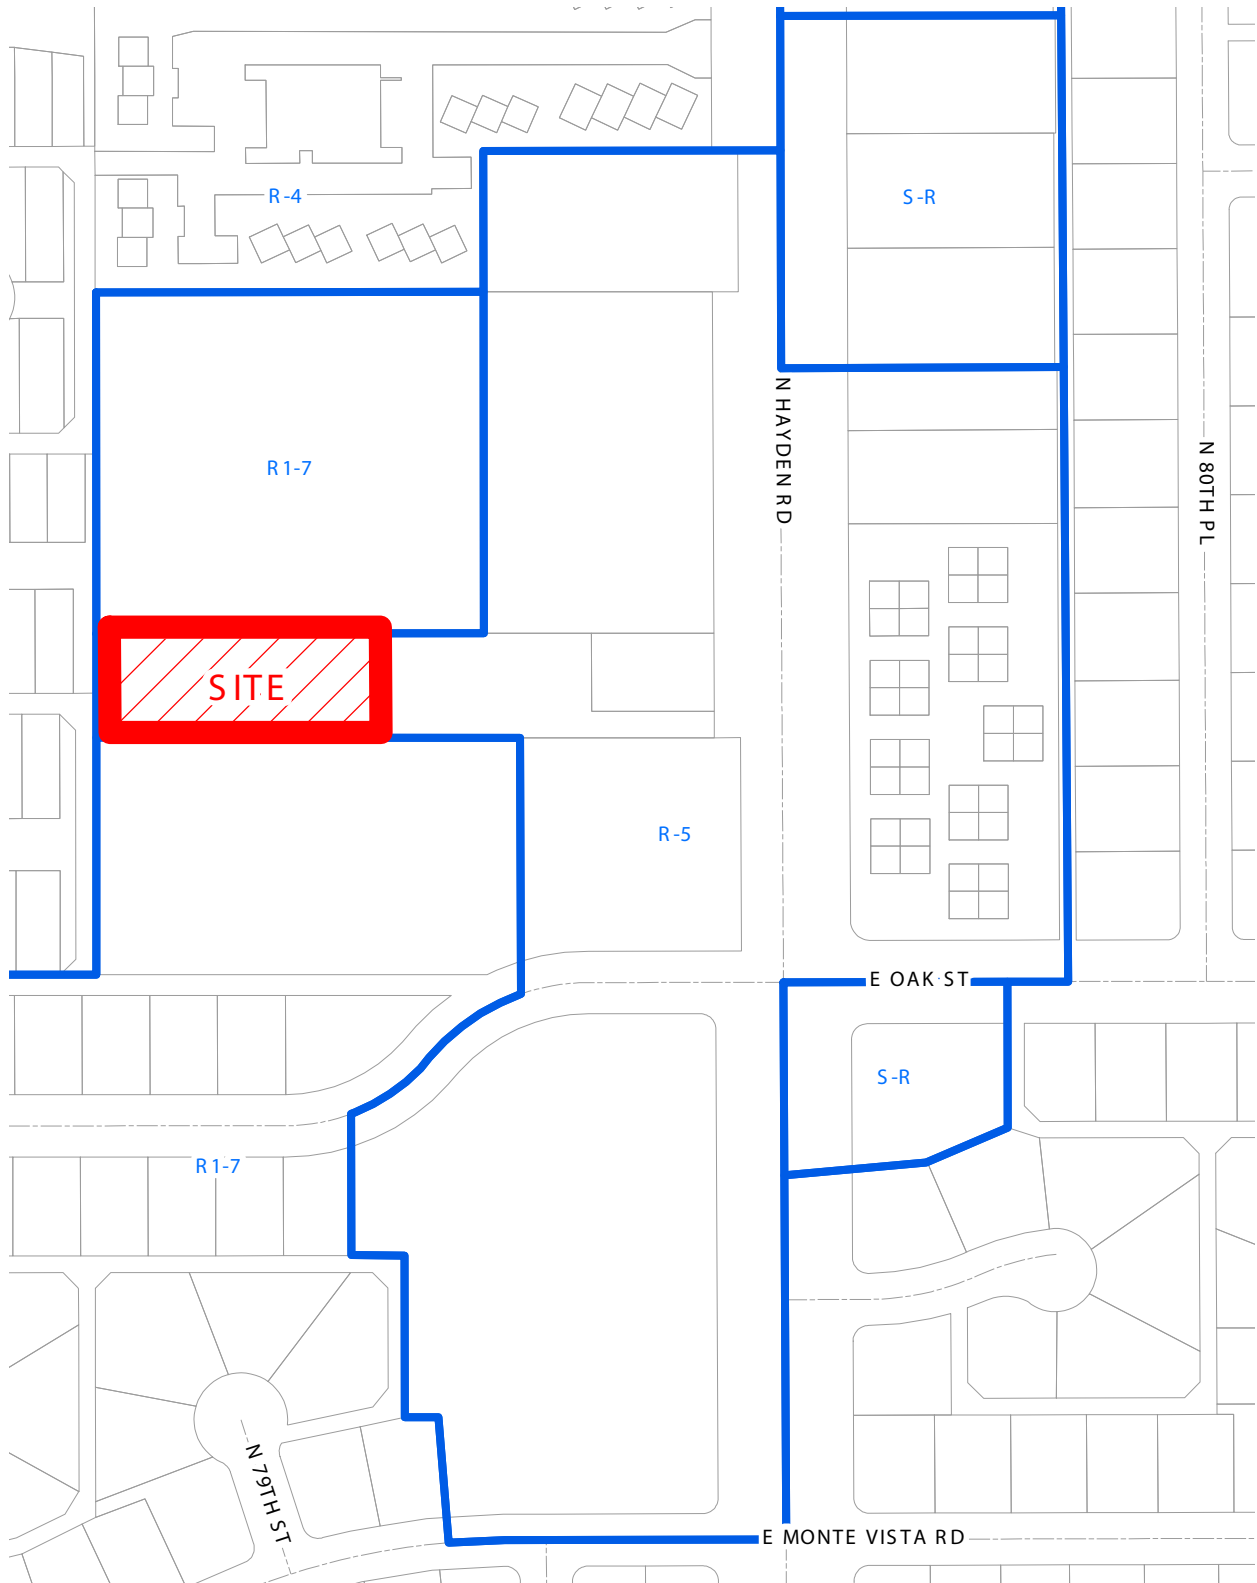 R-4
S-R
N HAYDEN RD
R1-7
N 80TH PL
SITE
R-5
E OAK ST
S-R
R1-7
N 79TH ST
E MONTE VISTA RD